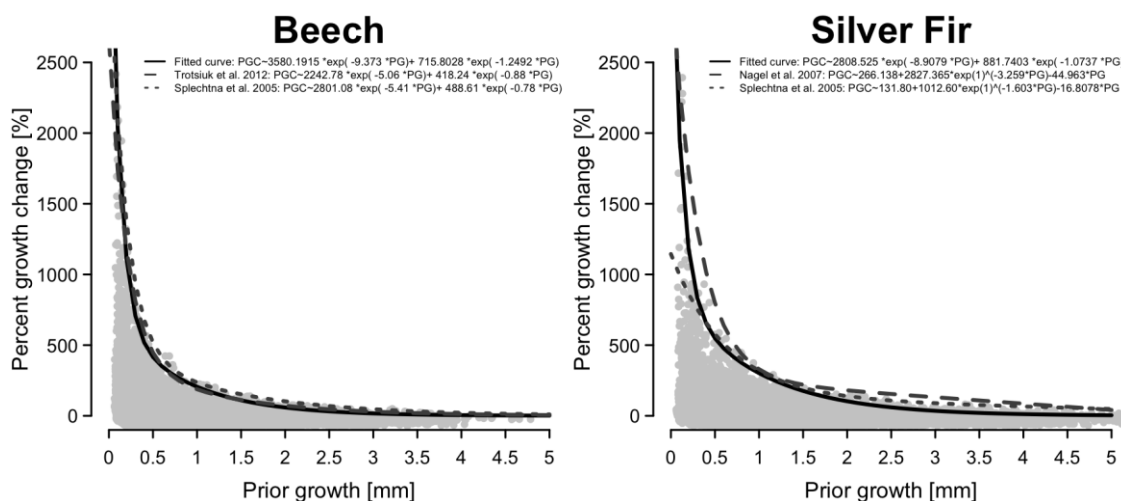 Beech
Fitted curve: PGC~3580.1915 *exp( -9.373 *PG)+ 715.8028 *exp( -1.2492 *PG)
Trotsiuk et al. 2012: PGC~2242.78 *exp( -5.06 *PG)+ 418.24 *exp( -0.88 *PG)
Splechtna et al. 2005: PGC~2801.08 *exp( -5.41 *PG)+ 488.61 *exp( -0.78 *PG)
Percent growth change [%]
2500
2000
1500
1000
500
0
0 0.5 1 1.5 2 2.5 3 3.5 4 4.5 5
Prior growth [mm]
Silver Fir
Fitted curve: PGC~2808.525 *exp( -8.9079 *PG)+ 881.7403 *exp( -1.0737 *PG)
Nagel et al. 2007: PGC~266.138+2827.365*exp(1)^(-3.259*PG)-44.963*PG
Splechtna et al. 2005: PGC~131.80+1012.60*exp(1)^(-1.603*PG)-16.8078*PG
Percent growth change [%]
2500
2000
1500
1000
500
0
0 0.5 1 1.5 2 2.5 3 3.5 4 4.5 5
Prior growth [mm]